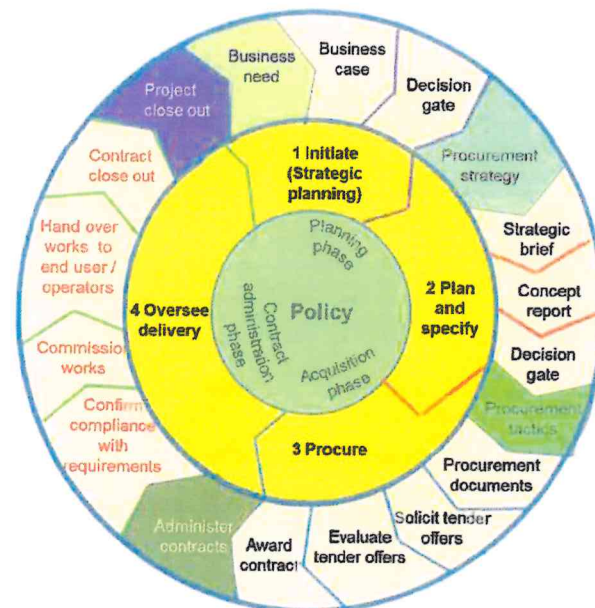 Business
need
Business
case
Decision
gate
Procurement
strategy
Strategic
brief
Concept
report
Decision
gate
Procurement
tactics
Procurement
documents
Solicit tender
offers
Evaluate
tender offers
Award
contract
Administer
contracts
Confirm
compliance
with
requirements
Commission
works
Hand over
works to
end user /
operators
Contract
close out
Project
close out
1 Initiate
(Strategic
planning)
2 Plan
and
specify
3 Procure
4 Oversee
delivery
Planning
phase
Policy
Contract
administration
phase
Acquisition
phase